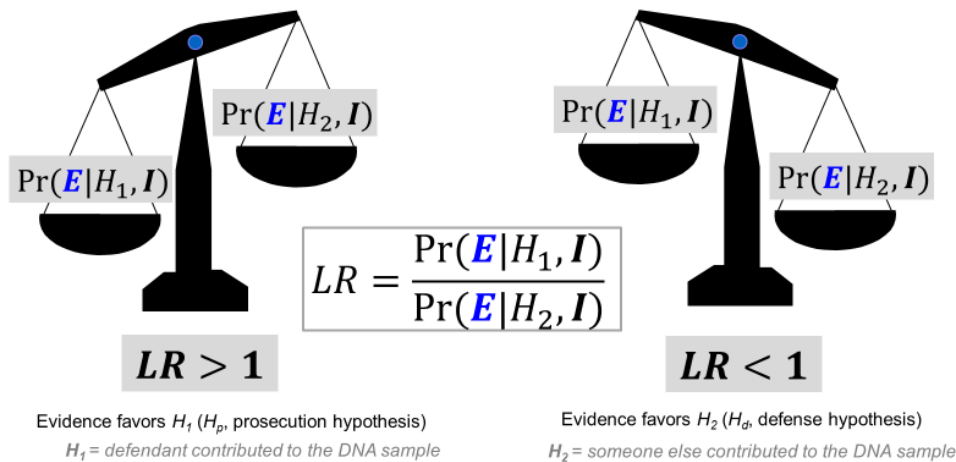 Pr(E|H₂, I)
Pr(E|H₁, I)
Pr(E|H₁, I)
Pr(E|H₂, I)
LR = Pr(E|H₁, I) / Pr(E|H₂, I)
LR > 1
LR < 1
Evidence favors H₁ (Hₚ, prosecution hypothesis)
H₁ = defendant contributed to the DNA sample
Evidence favors H₂ (H_d, defense hypothesis)
H₂ = someone else contributed to the DNA sample